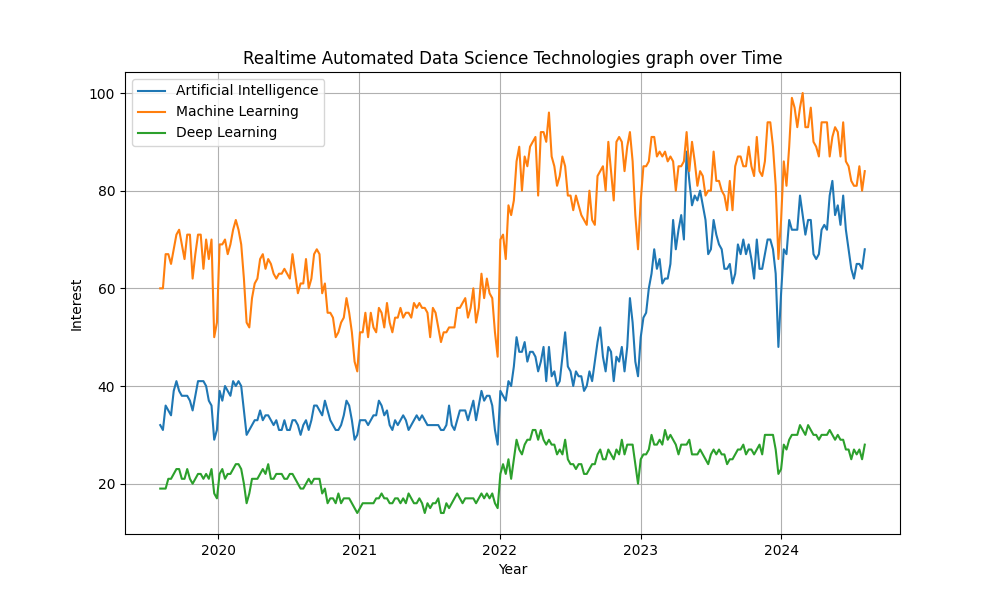 Realtime Automated Data Science Technologies graph over Time
Artificial Intelligence
Machine Learning
Deep Learning
100
80
60
40
20
Interest
2020
2021
2022
2023
2024
Year